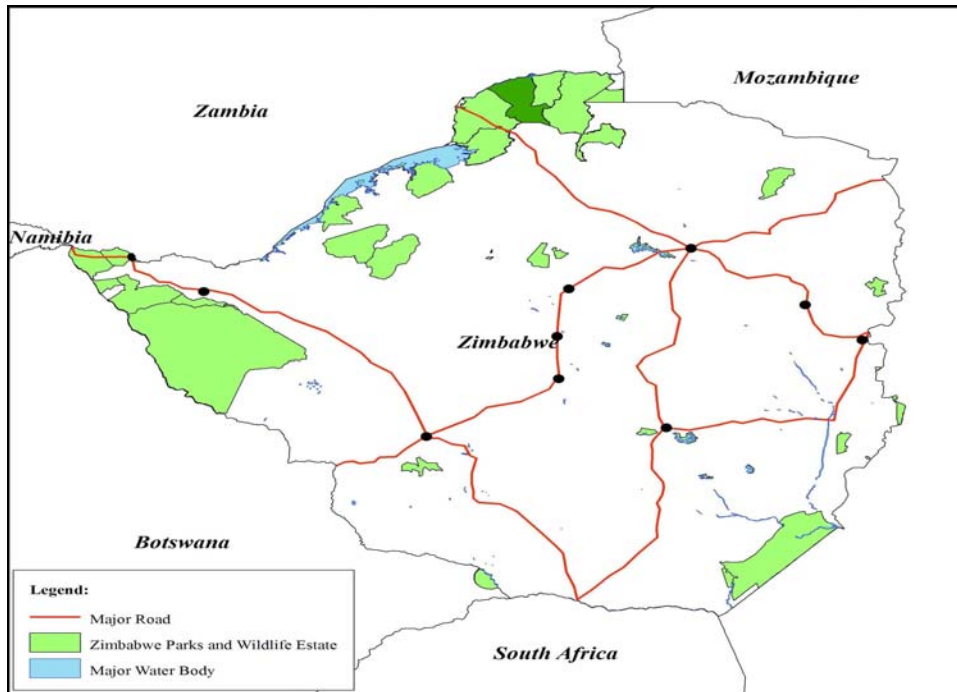 Mozambique
Zambia
Namibia
Zimbabwe
Botswana
South Africa
Legend:
Major Road
Zimbabwe Parks and Wildlife Estate
Major Water Body